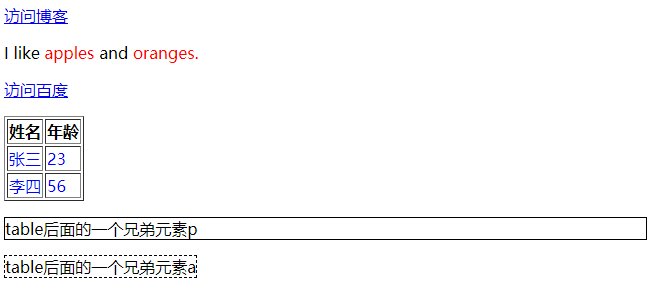 访问博客
I like apples and oranges.
访问百度
姓名 年龄
张三 23
李四 56
table后面的一个兄弟元素p
table后面的一个兄弟元素a